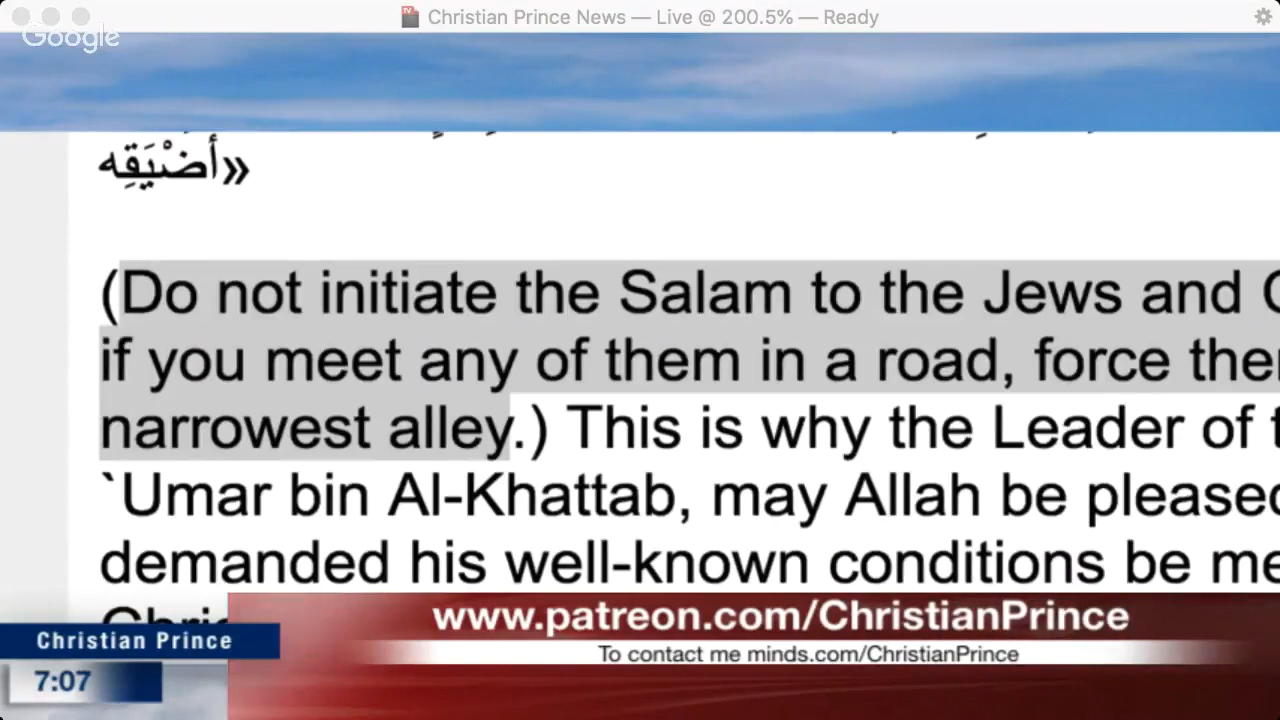 Christian Prince News — Live @ 200.5% — Ready
Google
أضْيَقِه»
(Do not initiate the Salam to the Jews and
if you meet any of them in a road, force
narrowest alley.) This is why the Leader of
`Umar bin Al-Khattab, may Allah be pleased
demanded his well-known conditions be
www.patreon.com/ChristianPrince
Christian Prince
To contact me minds.com/ChristianPrince
7:07